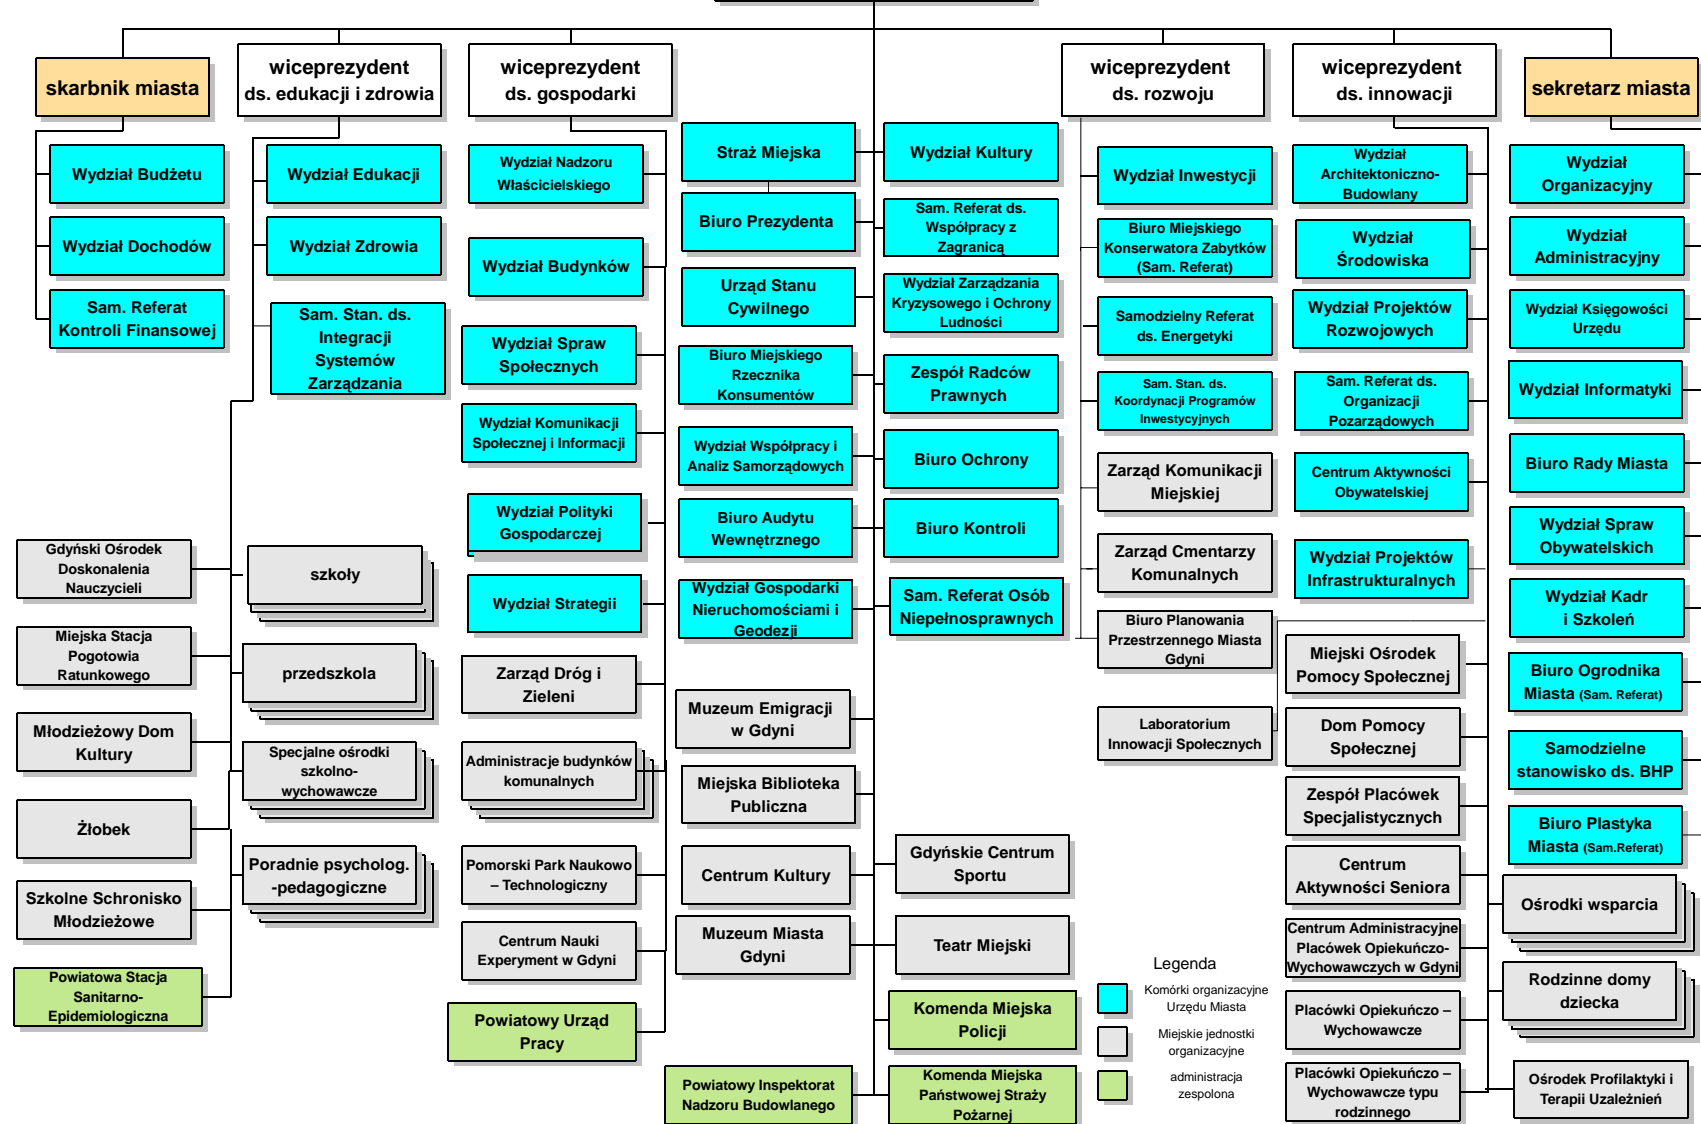 skarbnik miasta
wiceprezydent
ds. edukacji i zdrowia
wiceprezydent
ds. gospodarki
wiceprezydent
ds. rozwoju
wiceprezydent
ds. innowacji
sekretarz miasta
Wydział Budżetu
Wydział Dochodów
Sam. Referat
Kontroli Finansowej
Wydział Edukacji
Wydział Zdrowia
Sam. Stan. ds.
Integracji
Systemów
Zarządzania
Gdyński Ośrodek
Doskonalenia
Nauczycieli
Miejska Stacja
Pogotowia
Ratunkowego
Młodzieżowy Dom
Kultury
Żłobek
Szkolne Schronisko
Młodzieżowe
Powiatowa Stacja
Sanitarno-
Epidemiologiczna
szkoły
przedszkola
Specjalne ośrodki
szkolno-
wychowawcze
Poradnie psycholog.
-pedagogiczne
Wydział Nadzoru
Właścicielskiego
Wydział Budynków
Wydział Spraw
Społecznych
Wydział Komunikacji
Społecznej i Informacji
Wydział Polityki
Gospodarczej
Wydział Strategii
Zarząd Dróg i
Zieleni
Administracje budynków
komunalnych
Pomorski Park Naukowo
– Technologiczny
Centrum Nauki
Experyment w Gdyni
Powiatowy Urząd
Pracy
Straż Miejska
Biuro Prezydenta
Urząd Stanu
Cywilnego
Biuro Miejskiego
Rzecznika
Konsumentów
Wydział Współpracy i
Analiz Samorządowych
Biuro Audytu
Wewnętrznego
Wydział Gospodarki
Nieruchomościami i
Geodezji
Muzeum Emigracji
w Gdyni
Miejska Biblioteka
Publiczna
Centrum Kultury
Muzeum Miasta
Gdyni
Powiatowy Inspektorat
Nadzoru Budowlanego
Wydział Kultury
Sam. Referat ds.
Współpracy z
Zagranicą
Wydział Zarządzania
Kryzysowego i Ochrony
Ludności
Zespół Radców
Prawnych
Biuro Ochrony
Biuro Kontroli
Sam. Referat Osób
Niepełnosprawnych
Gdyńskie Centrum
Sportu
Teatr Miejski
Komenda Miejska
Policji
Komenda Miejska
Państwowej Straży
Pożarnej
Wydział Inwestycji
Biuro Miejskiego
Konserwatora Zabytków
(Sam. Referat)
Samodzielny Referat
ds. Energetyki
Sam. Stan. ds.
Koordynacji Programów
Inwestycyjnych
Zarząd Komunikacji
Miejskiej
Zarząd Cmentarzy
Komunalnych
Biuro Planowania
Przestrzennego Miasta
Gdyni
Laboratorium
Innowacji Społecznych
Legenda
Komórki organizacyjne
Urzędu Miasta
Miejskie jednostki
organizacyjne
administracja
zespolona
Wydział
Architektoniczno-
Budowlany
Wydział
Środowiska
Wydział Projektów
Rozwojowych
Sam. Referat ds.
Organizacji
Pozarządowych
Centrum Aktywności
Obywatelskiej
Wydział Projektów
Infrastrukturalnych
Miejski Ośrodek
Pomocy Społecznej
Dom Pomocy
Społecznej
Zespół Placówek
Specjalistycznych
Centrum
Aktywności Seniora
Centrum Administracyjne
Placówek Opiekuńczo-
Wychowawczych w Gdyni
Placówki Opiekuńczo –
Wychowawcze
Placówki Opiekuńczo –
Wychowawcze typu
rodzinnego
Wydział
Organizacyjny
Wydział
Administracyjny
Wydział Księgowości
Urzędu
Wydział Informatyki
Biuro Rady Miasta
Wydział Spraw
Obywatelskich
Wydział Kadr
i Szkoleń
Biuro Ogrodnika
Miasta (Sam. Referat)
Samodzielne
stanowisko ds. BHP
Biuro Plastyka
Miasta (Sam.Referat)
Ośrodki wsparcia
Rodzinne domy
dziecka
Ośrodek Profilaktyki i
Terapii Uzależnień